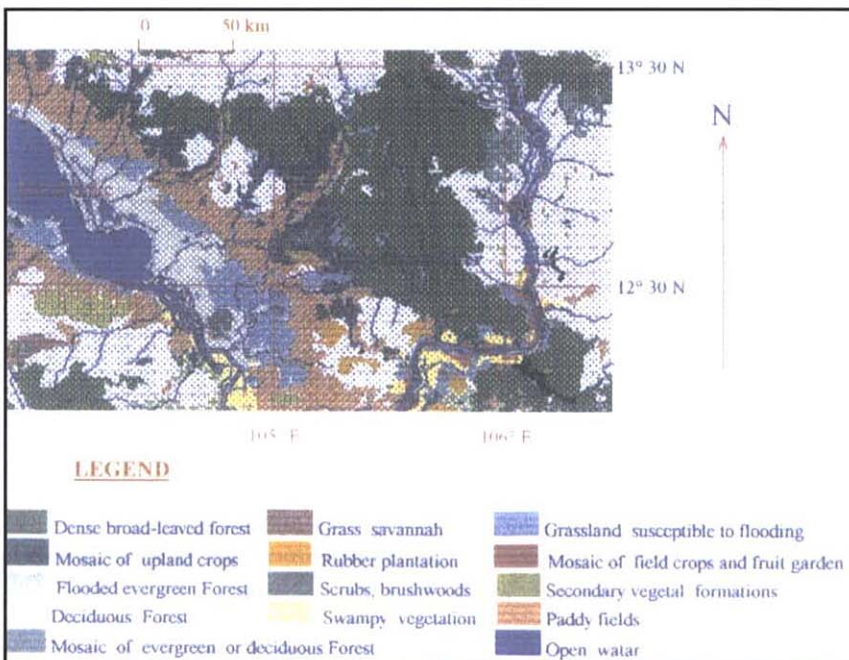 0 50 km
13° 30 N
N
12° 30 N
105° E 106° E
LEGEND
Dense broad-leaved forest Grass savannah Grassland susceptible to flooding
Mosaic of upland crops Rubber plantation Mosaic of field crops and fruit garden
Flooded evergreen Forest Scrubs, brushwoods Secondary vegetal formations
Deciduous Forest Swampy vegetation Paddy fields
Mosaic of evergreen or deciduous Forest Open watar